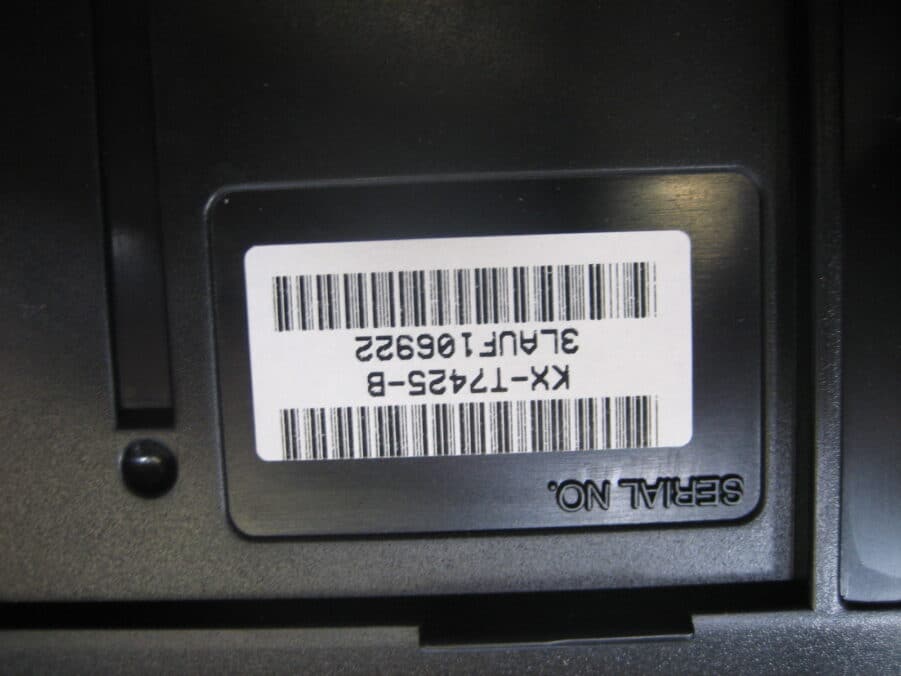 SERIAL NO.
KX-T7425-B
3LAUF106922